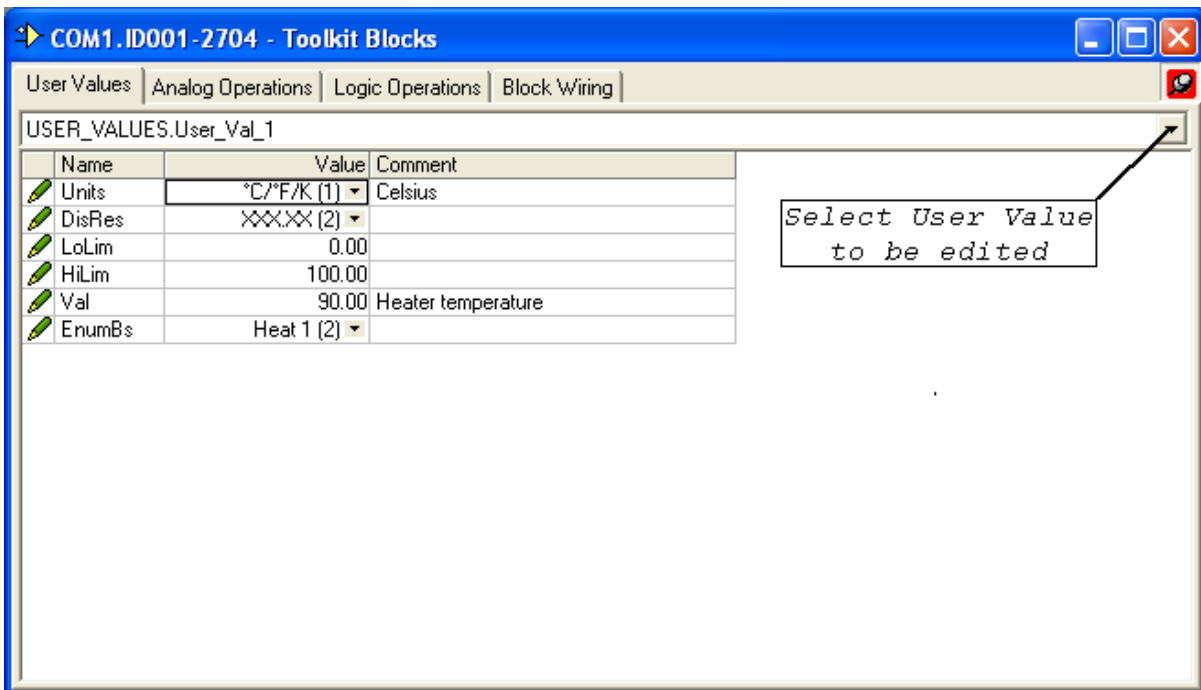 COM1.ID001-2704 - Toolkit Blocks
User Values Analog Operations Logic Operations Block Wiring
USER_VALUES.User_Val_1
Name Value Comment
Units °C/°F/K (1) Celsius
DisRes XXX.XX (2)
LoLim 0.00
HiLim 100.00
Val 90.00 Heater temperature
EnumBs Heat 1 (2)
Select User Value
to be edited